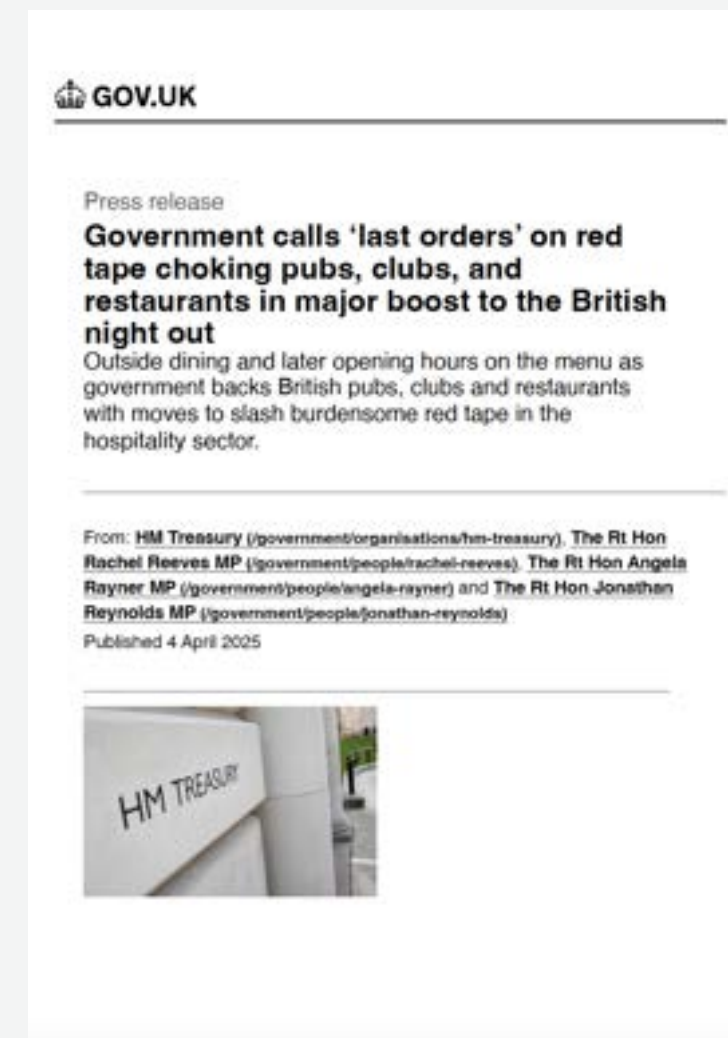 GOV.UK
Press release
Government calls ‘last orders’ on red
tape choking pubs, clubs, and
restaurants in major boost to the British
night out
Outside dining and later opening hours on the menu as
government backs British pubs, clubs and restaurants
with moves to slash burdensome red tape in the
hospitality sector.
From: HM Treasury (/government/organisations/hm-treasury), The Rt Hon
Rachel Reeves MP (/government/people/rachel-reeves), The Rt Hon Angela
Rayner MP (/government/people/angela-rayner) and The Rt Hon Jonathan
Reynolds MP (/government/people/jonathan-reynolds)
Published 4 April 2025
HM TREASURY